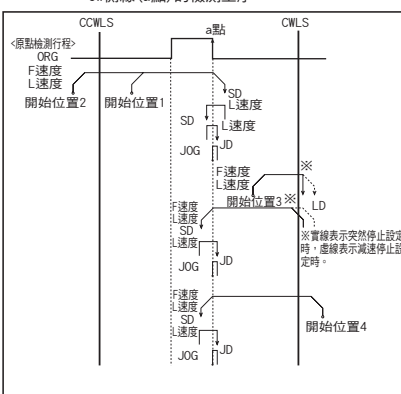 CCWLS
CWLS
a點
<原點檢測行程>
ORG
F速度
L速度
SD
開始位置2
開始位置1
L速度
SD
L速度
JOG
JD
F速度
※
L速度
開始位置3
※
LD
F速度
L速度
SD
※實線表示突然停止設定
時，虛線表示減速停止設
定時。
L速度
JOG
JD
F速度
L速度
SD
開始位置4
L速度
JOG
JD